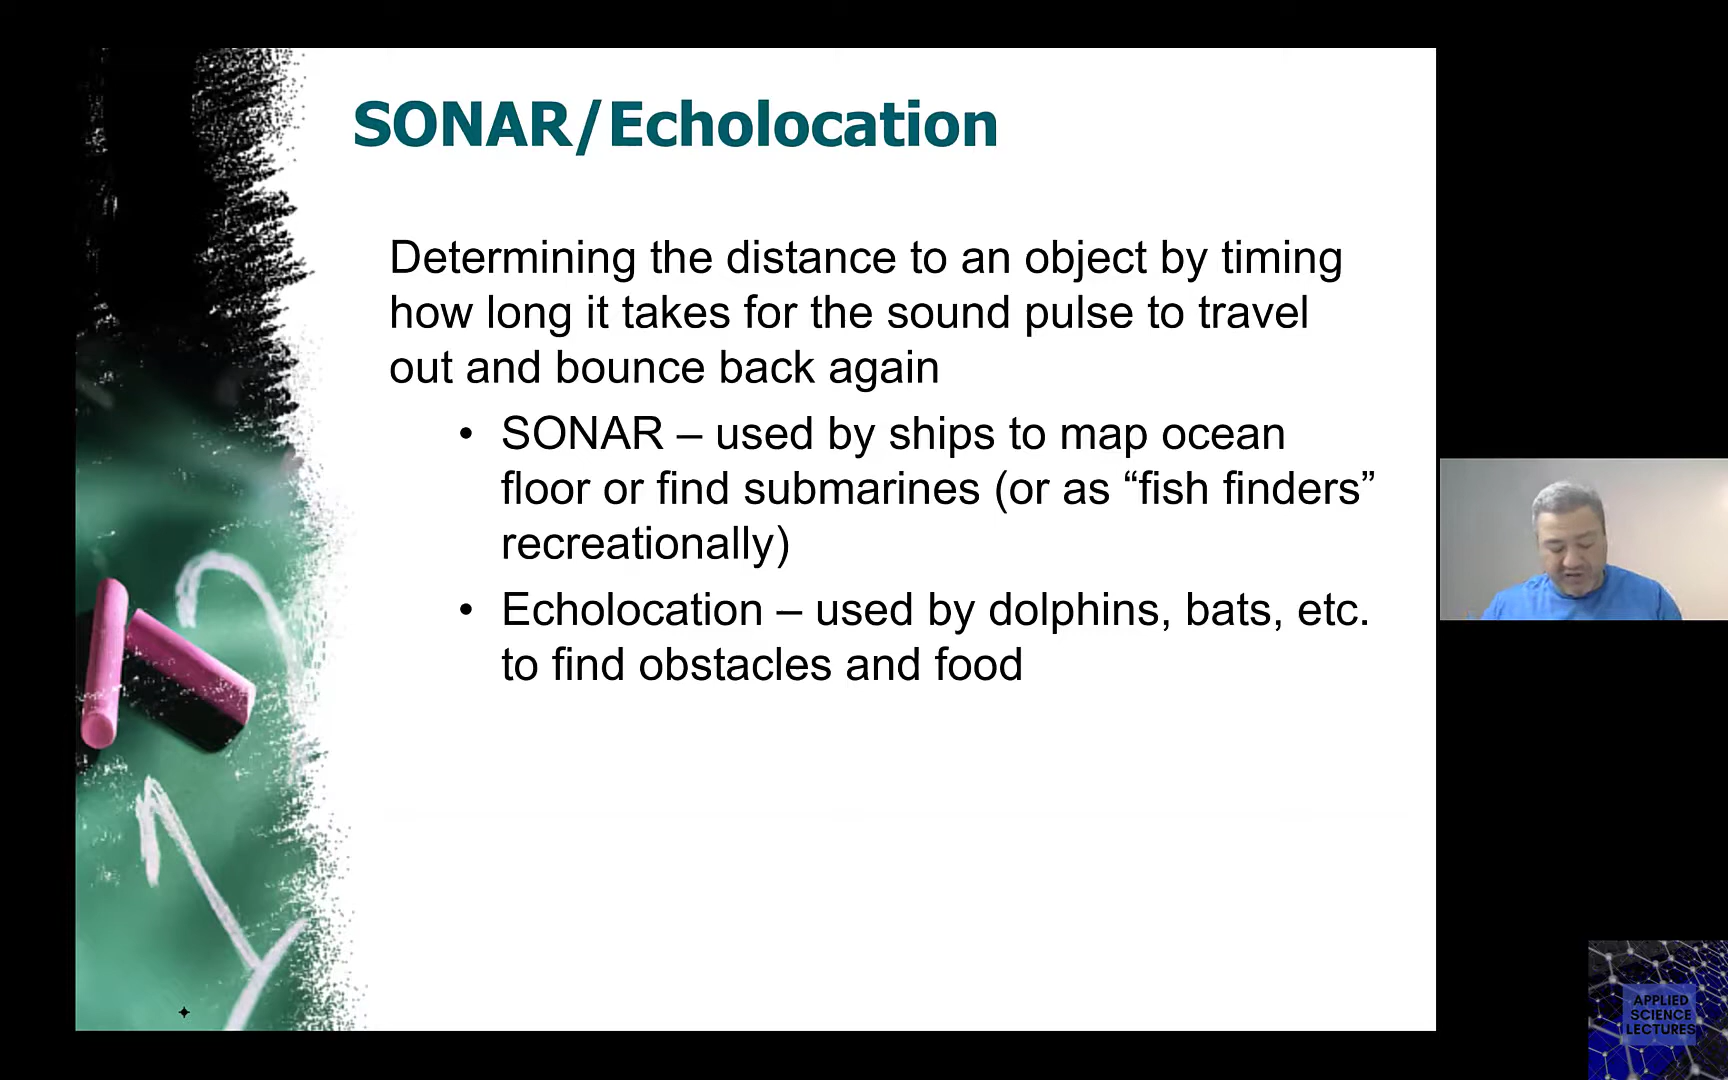 SONAR/Echolocation
Determining the distance to an object by timing
how long it takes for the sound pulse to travel
out and bounce back again
• SONAR – used by ships to map ocean
floor or find submarines (or as “fish finders”
recreationally)
• Echolocation – used by dolphins, bats, etc.
to find obstacles and food
APPLIED
SCIENCE
LECTURES